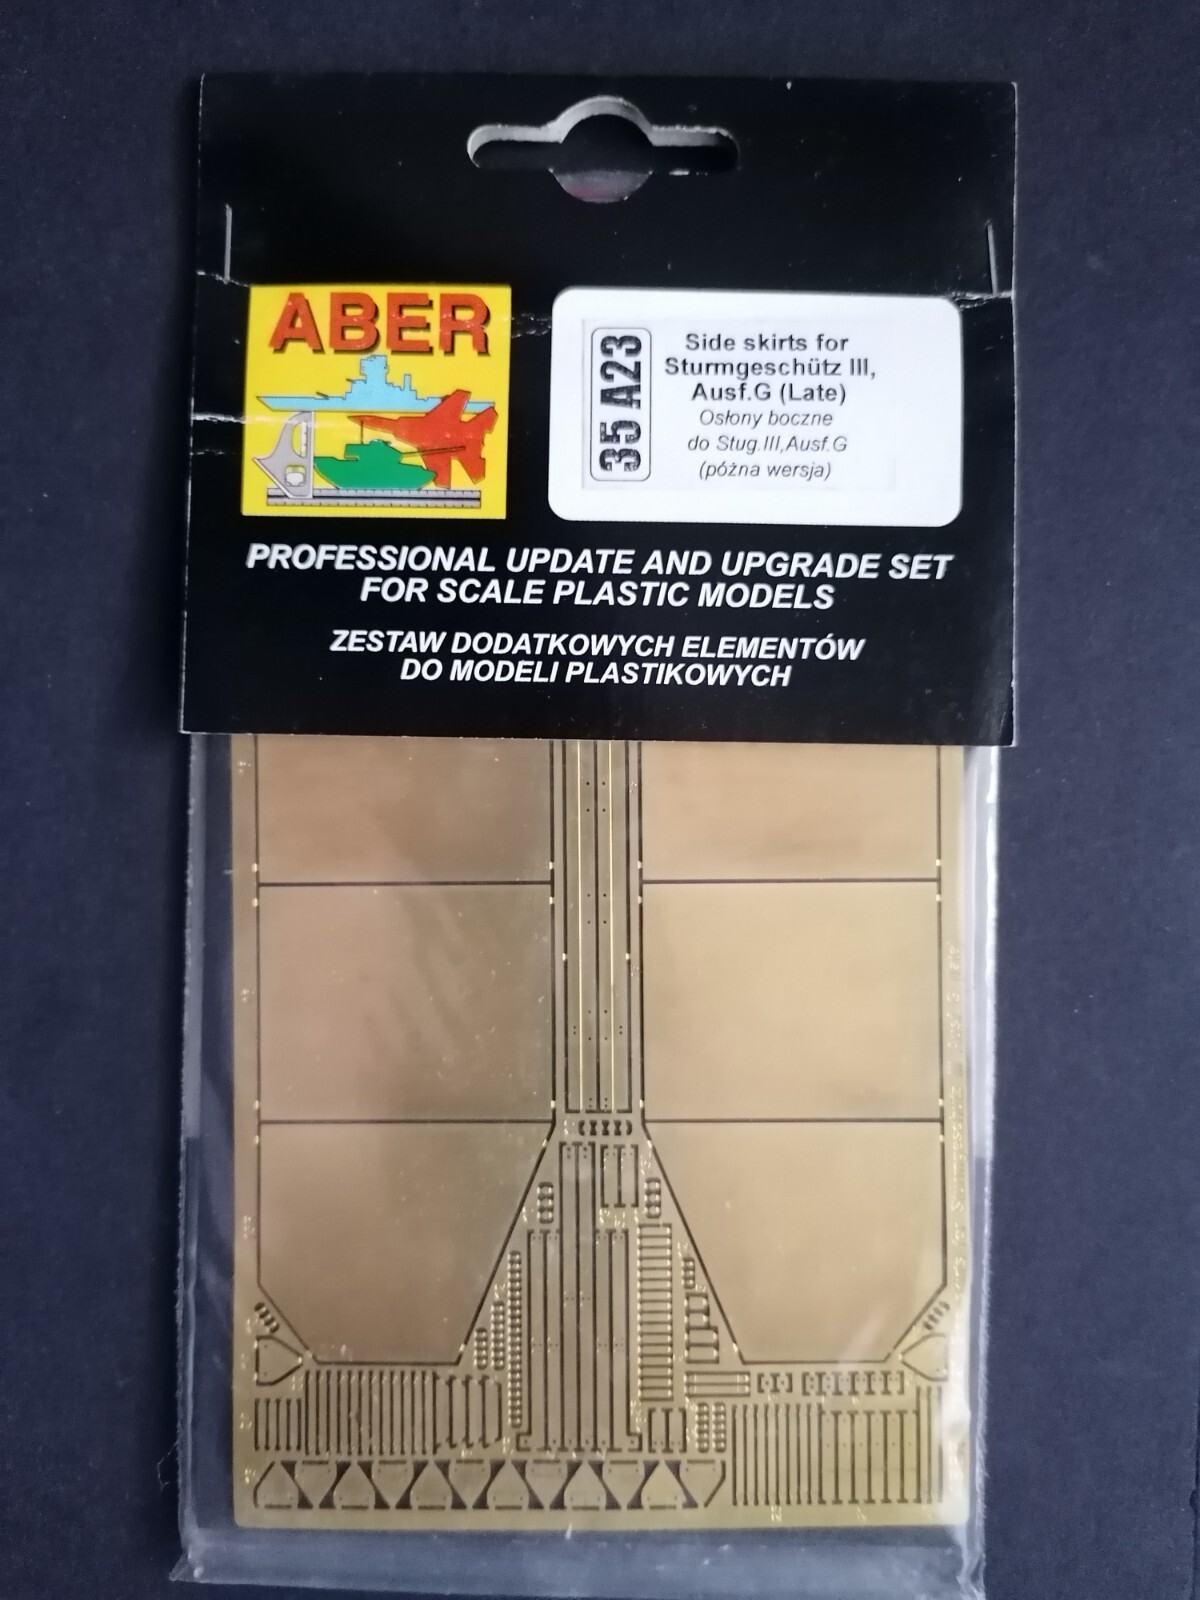 ABER
35 A23
Side skirts for
Sturmgeschütz III,
Ausf.G (Late)
Osłony boczne
do Stug.III,Ausf.G
(późna wersja)
PROFESSIONAL UPDATE AND UPGRADE SET
FOR SCALE PLASTIC MODELS
ZESTAW DODATKOWYCH ELEMENTÓW
DO MODELI PLASTIKOWYCH